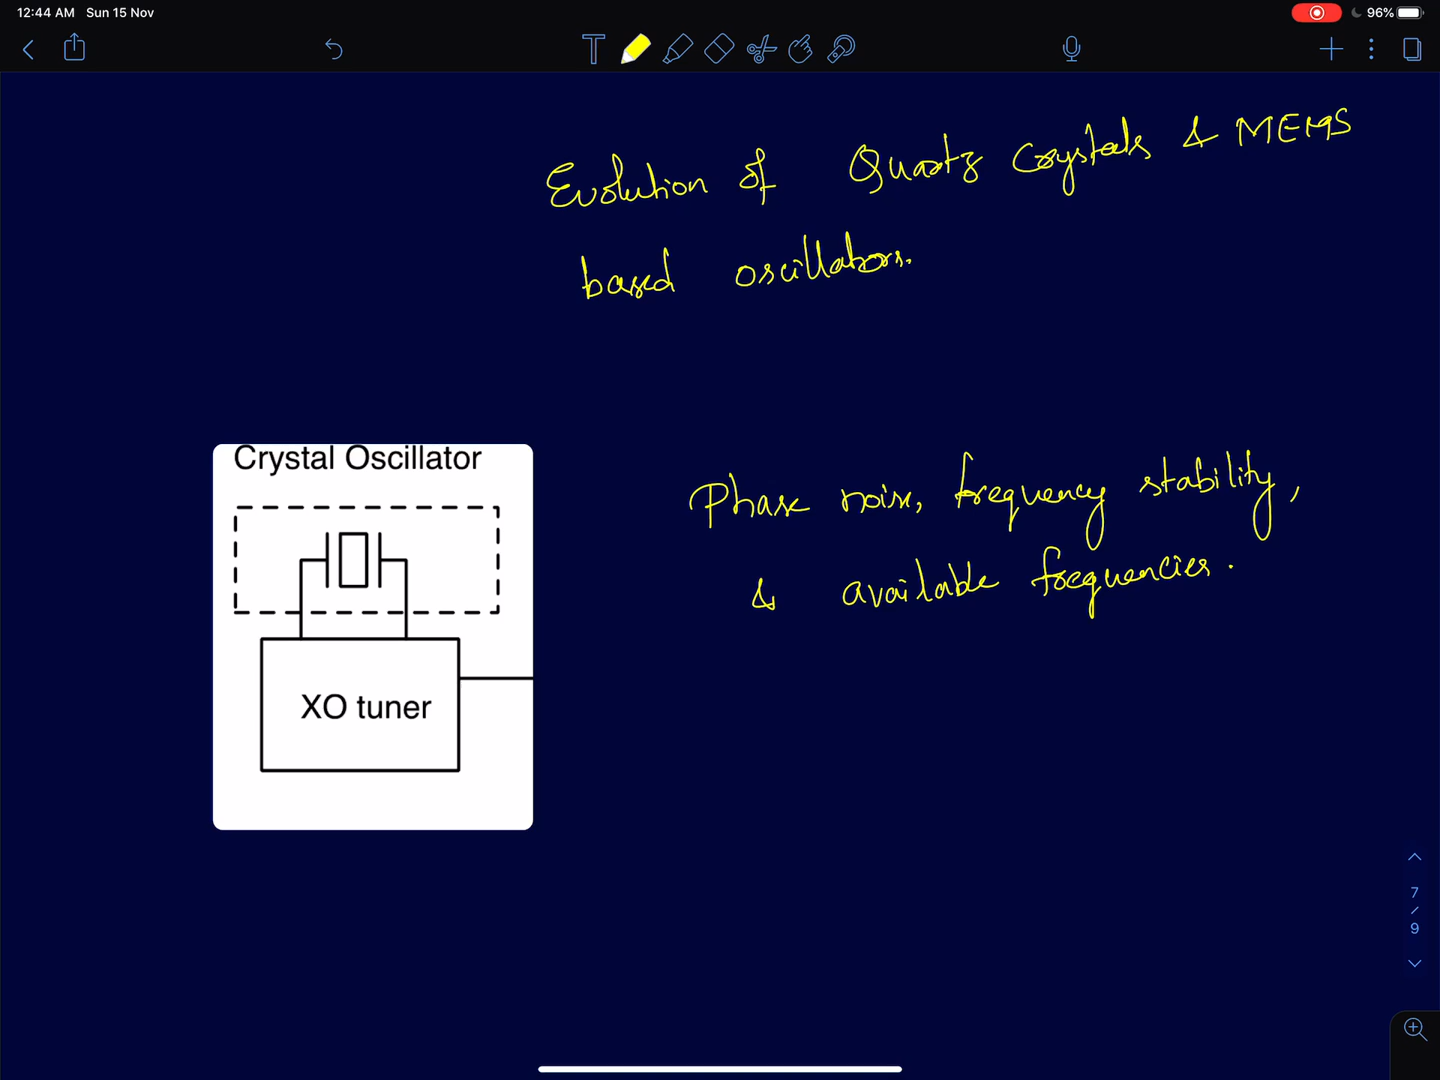 12:44 AM Sun 15 Nov
96%
T
Evolution of Quartz Crystals & MEMS
based oscillators.
Crystal Oscillator
Phase noise, frequency stability,
& available frequencies.
XO tuner
7
/
9